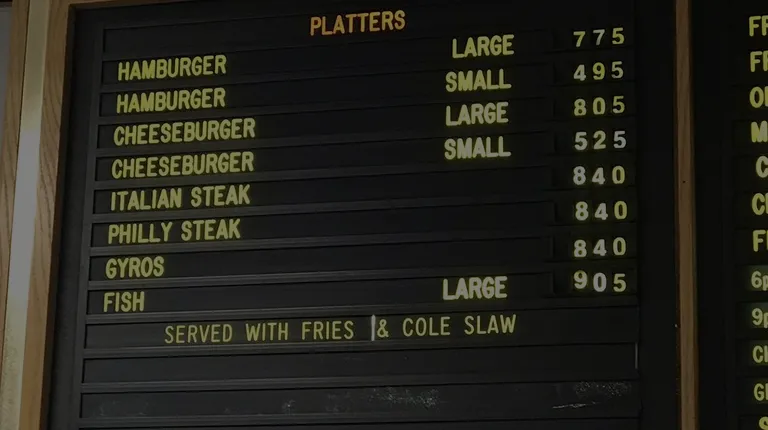 PLATTERS
HAMBURGER LARGE 775
HAMBURGER SMALL 495
CHEESEBURGER LARGE 805
CHEESEBURGER SMALL 525
ITALIAN STEAK 840
PHILLY STEAK 840
GYROS 840
FISH LARGE 905
SERVED WITH FRIES & COLE SLAW